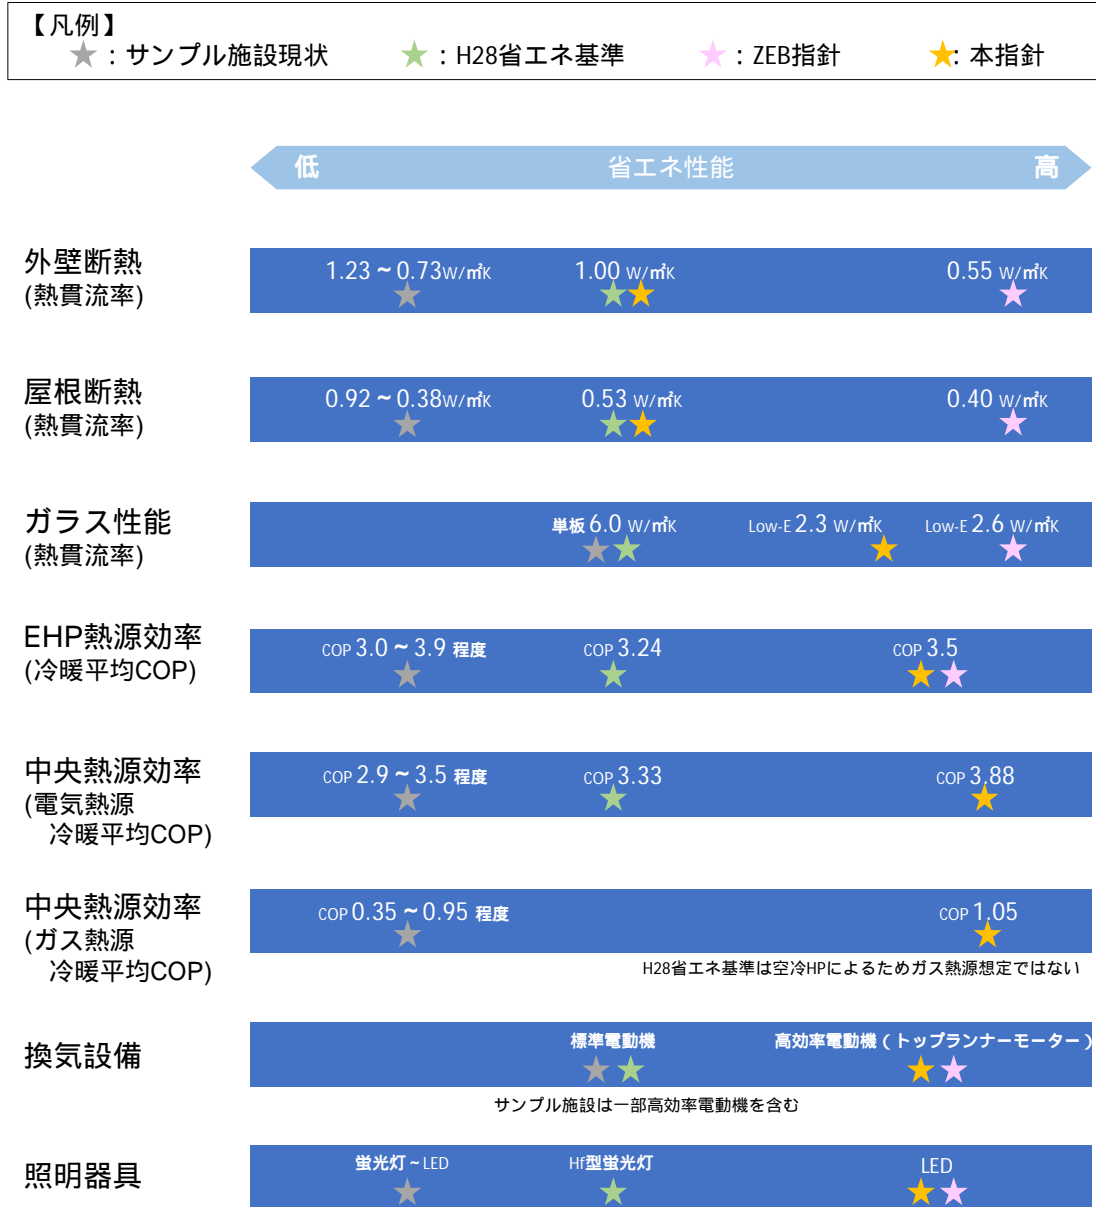 【凡例】
★：サンプル施設現状 ★：H28省エネ基準 ★：ZEB指針 ★：本指針
低 省エネ性能 高
外壁断熱
(熱貫流率)
1.23～0.73W/㎡K 1.00 W/㎡K 0.55 W/㎡K
屋根断熱
(熱貫流率)
0.92～0.38W/㎡K 0.53 W/㎡K 0.40 W/㎡K
ガラス性能
(熱貫流率)
単板 6.0 W/㎡K Low-E 2.3 W/㎡K Low-E 2.6 W/㎡K
EHP熱源効率
(冷暖平均COP)
COP 3.0～3.9 程度 COP 3.24 COP 3.5
中央熱源効率
(電気熱源
冷暖平均COP)
COP 2.9～3.5 程度 COP 3.33 COP 3.88
中央熱源効率
(ガス熱源
冷暖平均COP)
COP 0.35～0.95 程度 COP 1.05
H28省エネ基準は空冷HPによるためガス熱源想定ではない
換気設備
標準電動機 高効率電動機（トップランナーモーター）
サンプル施設は一部高効率電動機を含む
照明器具
蛍光灯～LED Hf型蛍光灯 LED